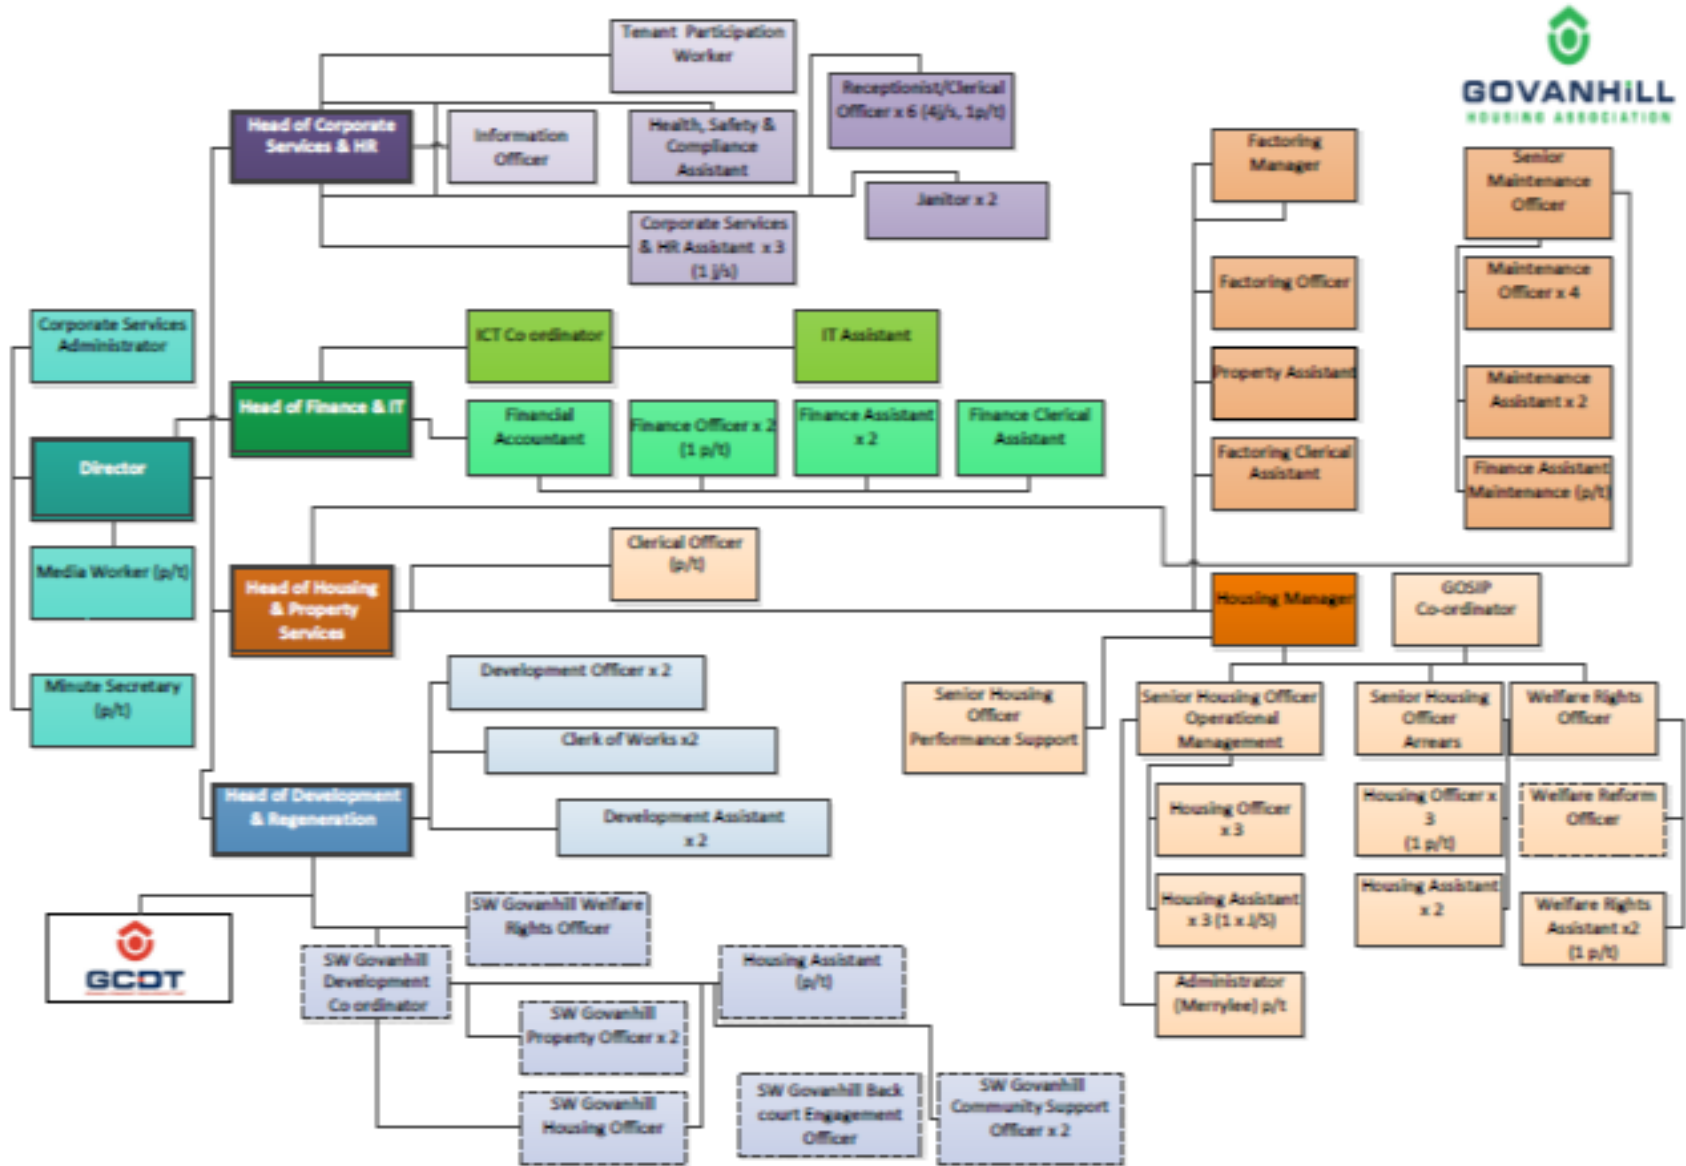 Tenant Participation
Worker
Receptionist/Clerical
Officer x 6 (4j/s, 1p/t)
GOVANHILL
HOUSING ASSOCIATION
Head of Corporate
Services & HR
Information
Officer
Health, Safety &
Compliance
Assistant
Janitor x 2
Corporate Services
& HR Assistant x 3
(1 j/s)
Factoring
Manager
Senior
Maintenance
Officer
Factoring Officer
Maintenance
Officer x 4
Property Assistant
Maintenance
Assistant x 2
Factoring Clerical
Assistant
Finance Assistant
Maintenance (p/t)
Corporate Services
Administrator
ICT Co ordinator
IT Assistant
Head of Finance & IT
Financial
Accountant
Finance Officer x 2
(1 p/t)
Finance Assistant
x 2
Finance Clerical
Assistant
Director
Media Worker (p/t)
Minute Secretary
(p/t)
Clerical Officer
(p/t)
Head of Housing
& Property
Services
Housing Manager
GOSIP
Co-ordinator
Senior Housing
Officer
Performance Support
Senior Housing Officer
Operational
Management
Senior Housing
Officer
Arrears
Welfare Rights
Officer
Housing Officer
x 3
Housing Officer x
3
(1 p/t)
Welfare Reform
Officer
Housing Assistant
x 3 (1 x J/S)
Housing Assistant
x 2
Welfare Rights
Assistant x2
(1 p/t)
Administrator
(Merrylee) p/t
Development Officer x 2
Clerk of Works x2
Head of Development
& Regeneration
Development Assistant
x 2
GCDT
SW Govanhill Welfare
Rights Officer
SW Govanhill
Development
Co ordinator
Housing Assistant
(p/t)
SW Govanhill
Property Officer x 2
SW Govanhill
Housing Officer
SW Govanhill Back
court Engagement
Officer
SW Govanhill
Community Support
Officer x 2